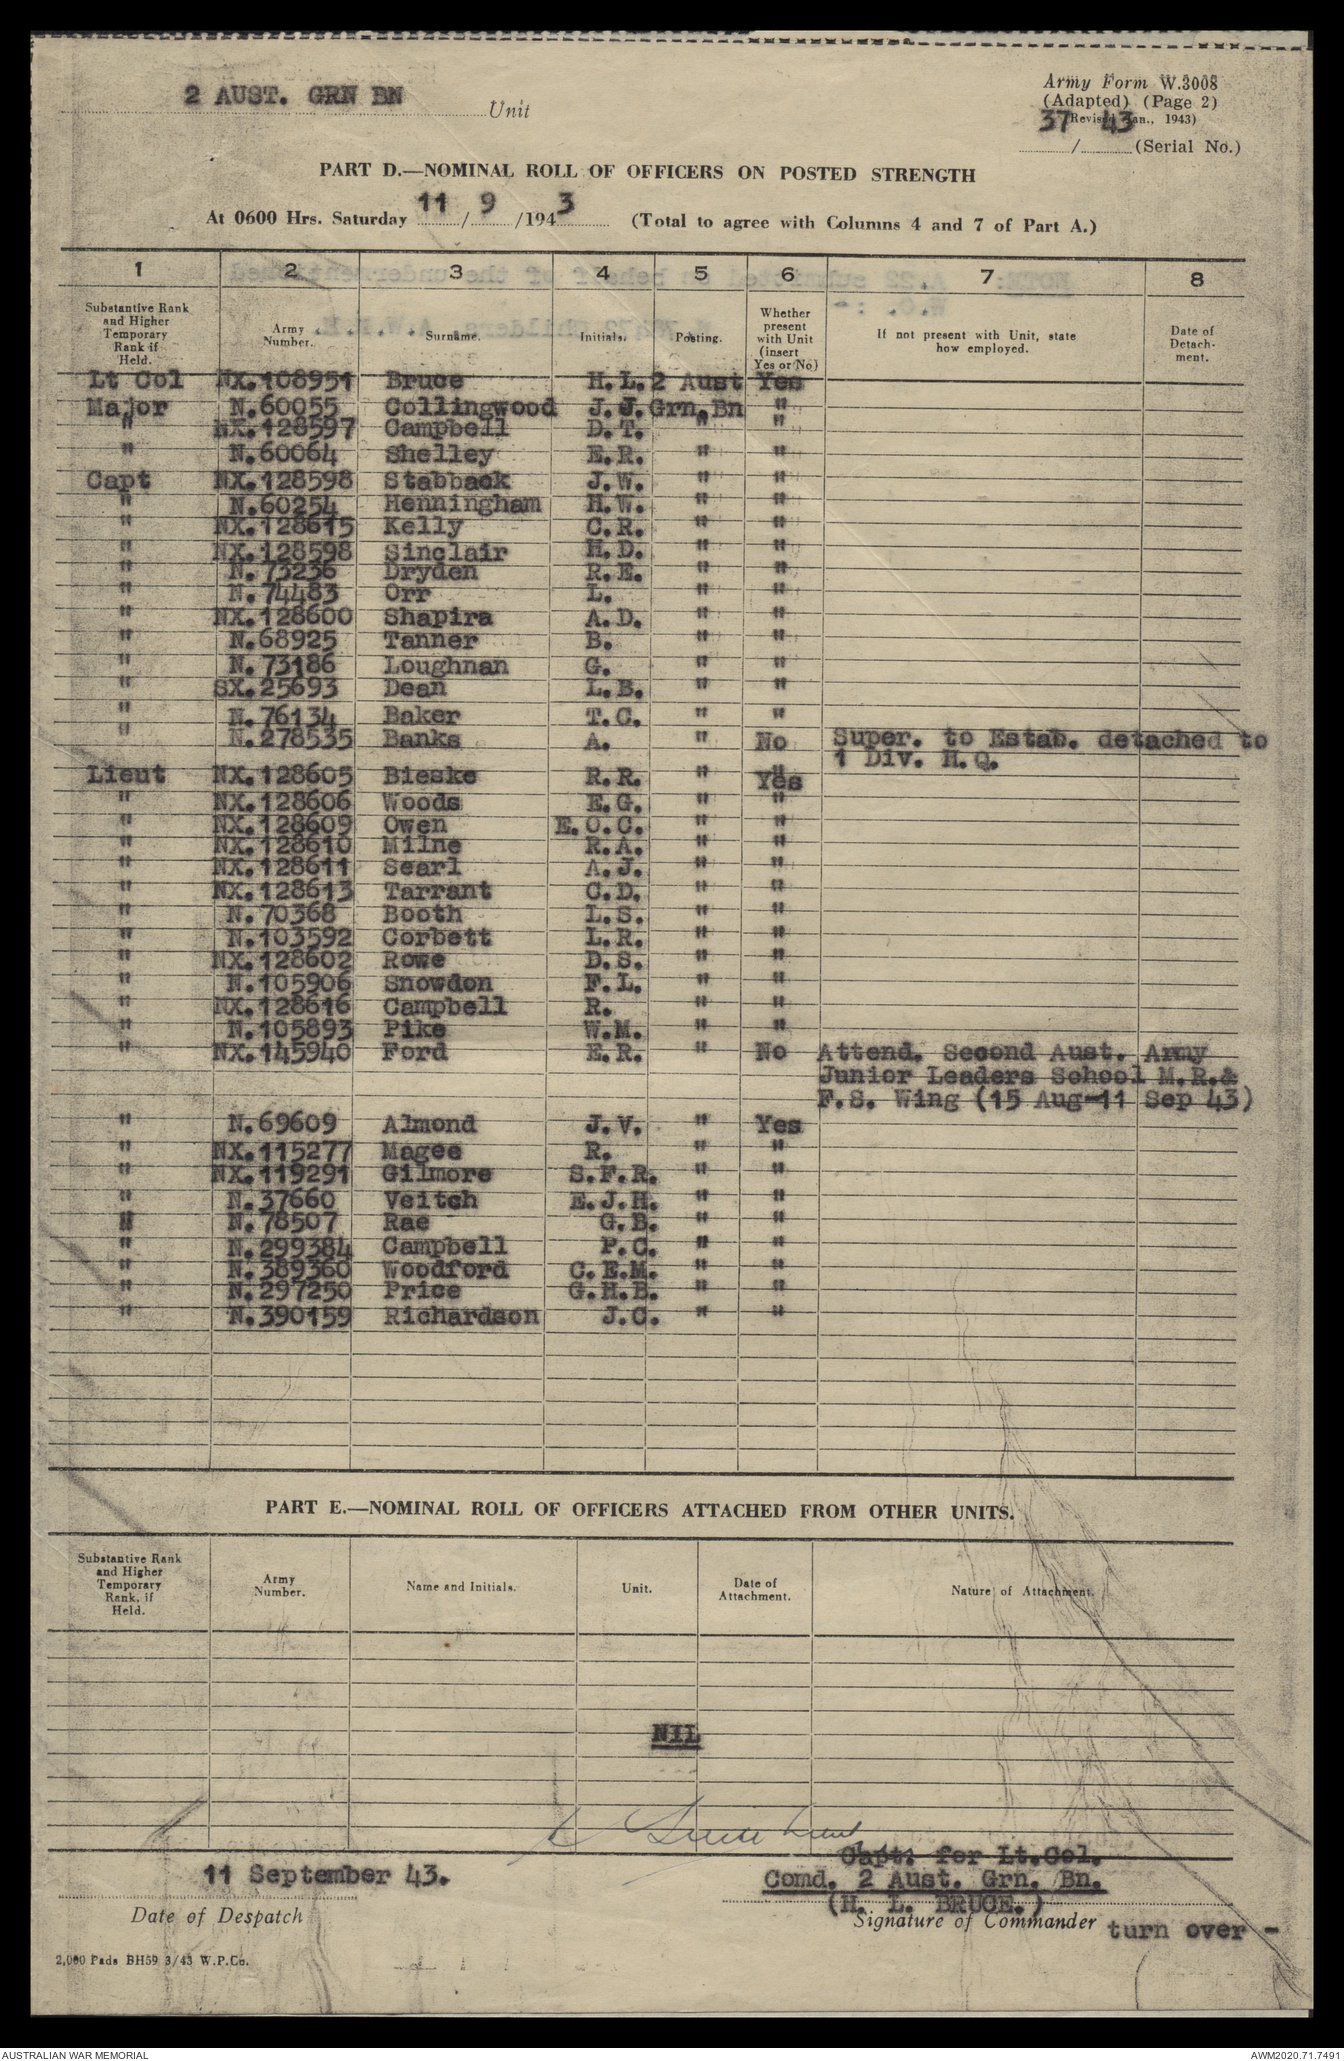 2 AUST. GRN BN Unit
Army Form W.3008
(Adapted) (Page 2)
(Revised Jan., 1943)
37 / 43 (Serial No.)
PART D.—NOMINAL ROLL OF OFFICERS ON POSTED STRENGTH
At 0600 Hrs. Saturday 11 / 9 /1943 (Total to agree with Columns 4 and 7 of Part A.)
1 2 3 4 5 6 7 8
Substantive Rank and Higher Temporary Rank if Held. Army Number. Surname. Initials. Posting. Whether present with Unit (insert Yes or No) If not present with Unit, state how employed. Date of Detach-ment.
Lt Col NX.108951 Bruce H.L. 2 Aust Yes
Major N.60055 Collingwood J.J. Grn.Bn "
" NX.128597 Campbell D.T. " "
" N.60064 Shelley E.R. " "
Capt NX.128598 Stabback J.W. " "
" N.60254 Henningham H.W. " "
" NX.128615 Kelly C.R. " "
" NX.128598 Sinclair H.D. " "
" N.73236 Dryden R.E. " "
" N.74483 Orr L. " "
" NX.128600 Shapira A.D. " "
" N.68925 Tanner B. " "
" N.73186 Loughnan G. " "
" SX.25693 Dean L.B. " "
" N.76134 Baker T.C. " "
" N.278535 Banks A. " No Super. to Estab. detached to
1 Div. H.Q.
Lieut NX.128605 Bieske R.R. " Yes
" NX.128606 Woods E.G. " "
" NX.128609 Owen E.O.C. " "
" NX.128610 Milne R.A. " "
" NX.128611 Searl A.J. " "
" NX.128613 Tarrant C.D. " "
" N.70368 Booth L.S. " "
" N.103592 Corbett L.R. " "
" NX.128602 Rowe D.S. " "
" N.105906 Snowdon F.L. " "
" NX.128616 Campbell R. " "
" N.105893 Pike W.M. " "
" NX.145940 Ford E.R. " No Attend. Second Aust. Army
Junior Leaders School M.R.&
F.S. Wing (15 Aug-11 Sep 43)
" N.69609 Almond J.V. " Yes
" NX.115277 Magee R. " "
" NX.119291 Gilmore S.F.R. " "
" N.37660 Veitch E.J.H. " "
" N.78507 Rae G.B. " "
" N.299384 Campbell P.C. " "
" N.389360 Woodford C.E.M. " "
" N.297250 Price G.H.B. " "
" N.390159 Richardson J.C. " "
PART E.—NOMINAL ROLL OF OFFICERS ATTACHED FROM OTHER UNITS.
Substantive Rank and Higher Temporary Rank, if Held. Army Number. Name and Initials. Unit. Date of Attachment. Nature of Attachment.
NIL
Capt: for Lt.Col.
11 September 43. Comd. 2 Aust. Grn. Bn.
(H. L. BRUCE.)
Date of Despatch Signature of Commander turn over -
2,000 Pads BH59 3/43 W.P.Co.
AUSTRALIAN WAR MEMORIAL AWM2020.71.7491